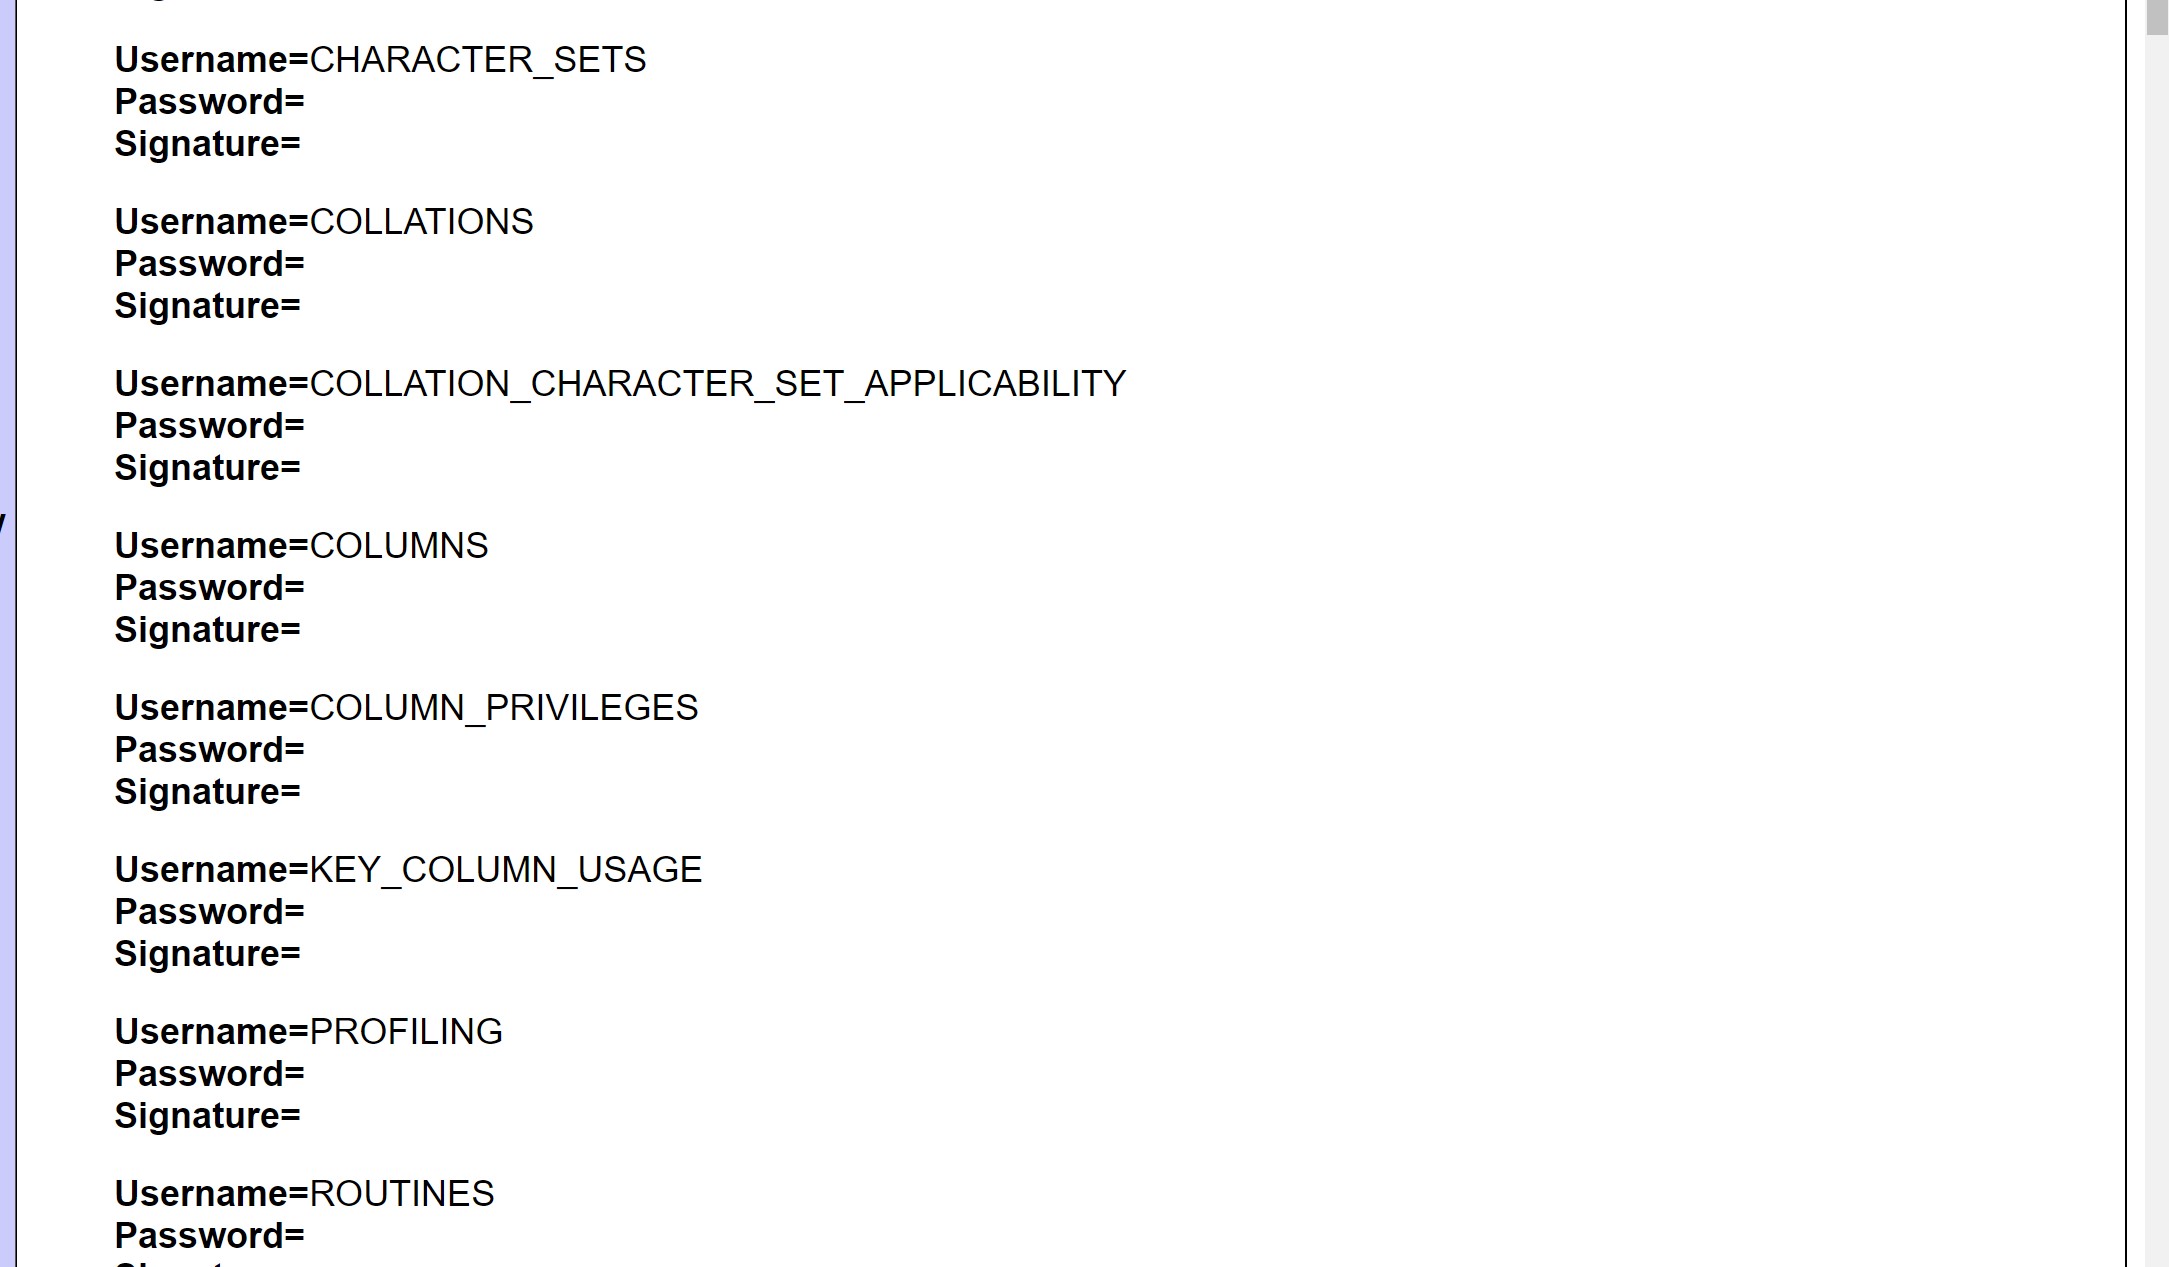 Username=CHARACTER_SETS
Password=
Signature=
Username=COLLATIONS
Password=
Signature=
Username=COLLATION_CHARACTER_SET_APPLICABILITY
Password=
Signature=
Username=COLUMNS
Password=
Signature=
Username=COLUMN_PRIVILEGES
Password=
Signature=
Username=KEY_COLUMN_USAGE
Password=
Signature=
Username=PROFILING
Password=
Signature=
Username=ROUTINES
Password=